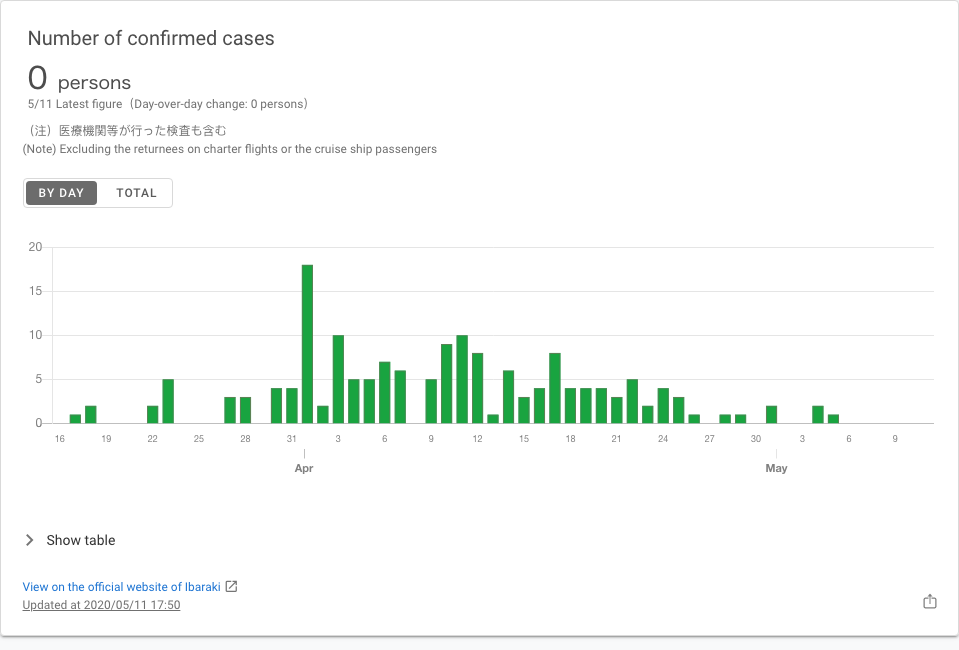 Number of confirmed cases
0 persons
5/11 Latest figure（Day-over-day change: 0 persons）
（注）医療機関等が行った検査も含む
(Note) Excluding the returnees on charter flights or the cruise ship passengers
BY DAY TOTAL
20
15
10
5
0
16 19 22 25 28 31 3 6 9 12 15 18 21 24 27 30 3 6 9
Apr May
Show table
View on the official website of Ibaraki
Updated at 2020/05/11 17:50